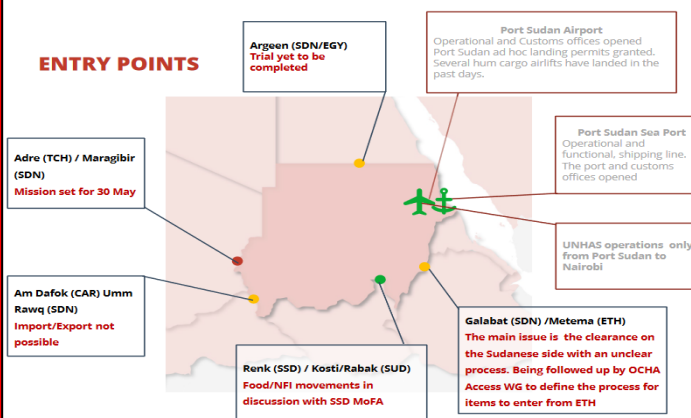 ENTRY POINTS
Argeen (SDN/EGY)
Trial yet to be
completed
Port Sudan Airport
Operational and Customs offices opened
Port Sudan ad hoc landing permits granted.
Several hum cargo airlifts have landed in the
past days.
Adre (TCH) / Maragibir
(SDN)
Mission set for 30 May
Port Sudan Sea Port
Operational and
functional, shipping line.
The port and customs
offices opened
UNHAS operations only
from Port Sudan to
Nairobi
Am Dafok (CAR) Umm
Rawq (SDN)
Import/Export not
possible
Renk (SSD) / Kosti/Rabak (SUD)
Food/NFI movements in
discussion with SSD MoFA
Galabat (SDN) /Metema (ETH)
The main issue is the clearance on
the Sudanese side with an unclear
process. Being followed up by OCHA
Access WG to define the process for
items to enter from ETH